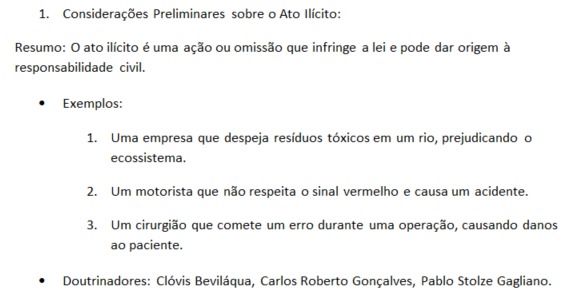 1. Considerações Preliminares sobre o Ato Ilícito:
Resumo: O ato ilícito é uma ação ou omissão que infringe a lei e pode dar origem à
responsabilidade civil.
• Exemplos:
1. Uma empresa que despeja resíduos tóxicos em um rio, prejudicando o
ecossistema.
2. Um motorista que não respeita o sinal vermelho e causa um acidente.
3. Um cirurgião que comete um erro durante uma operação, causando danos
ao paciente.
• Doutrinadores: Clóvis Beviláqua, Carlos Roberto Gonçalves, Pablo Stolze Gagliano.